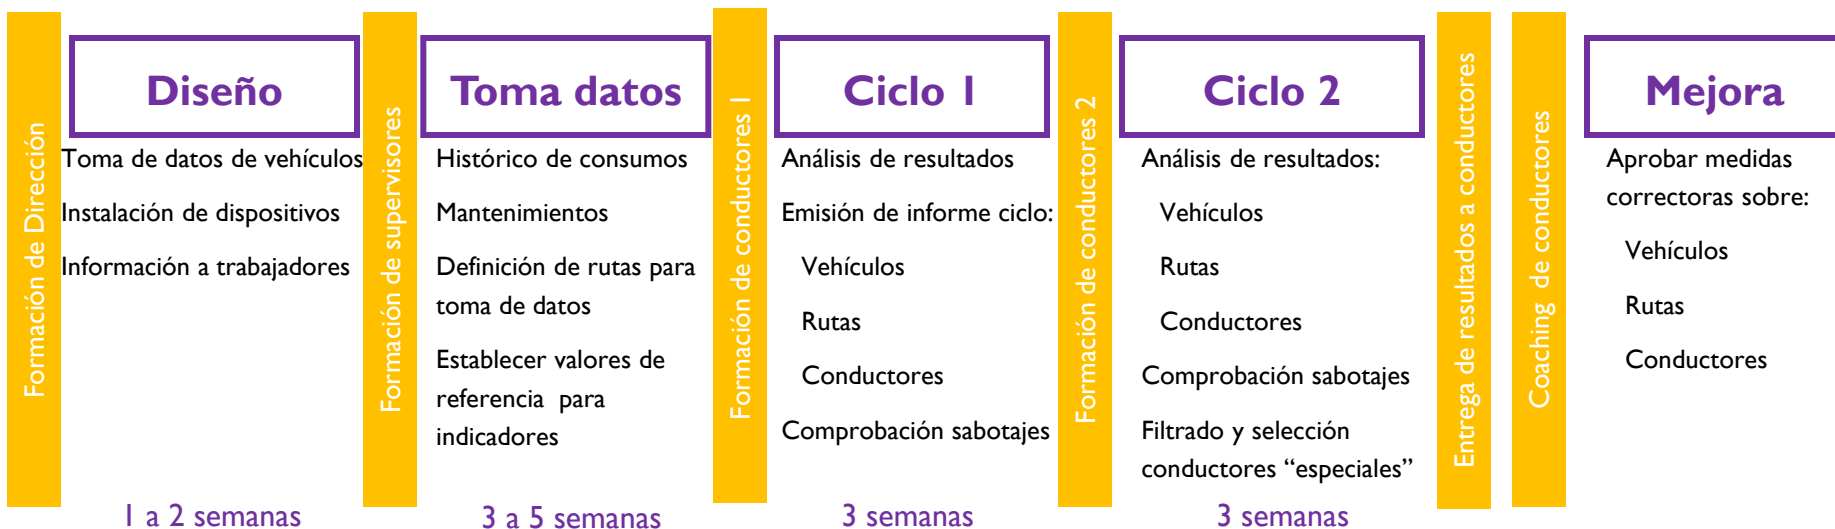 Formación de Dirección
Diseño
Toma de datos de vehículos
Instalación de dispositivos
Información a trabajadores
1 a 2 semanas
Formación de supervisores
Toma datos
Histórico de consumos
Mantenimientos
Definición de rutas para
toma de datos
Establecer valores de
referencia para
indicadores
3 a 5 semanas
Formación de conductores 1
Ciclo 1
Análisis de resultados
Emisión de informe ciclo:
Vehículos
Rutas
Conductores
Comprobación sabotajes
3 semanas
Formación de conductores 2
Ciclo 2
Análisis de resultados:
Vehículos
Rutas
Conductores
Comprobación sabotajes
Filtrado y selección
conductores “especiales”
3 semanas
Entrega de resultados a conductores
Coaching de conductores
Mejora
Aprobar medidas
correctoras sobre:
Vehículos
Rutas
Conductores